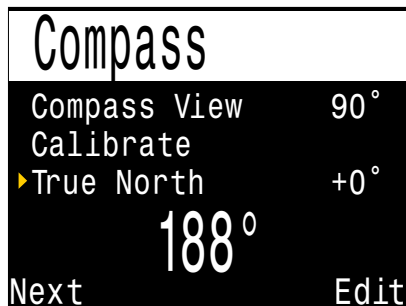 Compass
Compass View 90°
Calibrate
True North +0°
188°
Next Edit